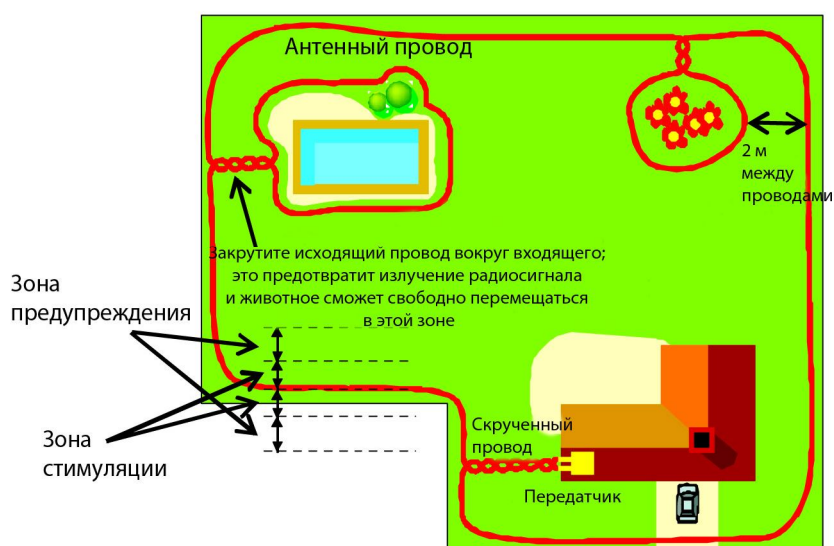 Антенный провод
2 м
между
проводами
Закрутите исходящий провод вокруг входящего;
это предотвратит излучение радиосигнала
и животное сможет свободно перемещаться
в этой зоне
Зона
предупреждения
Зона
стимуляции
Скрученный
провод
Передатчик